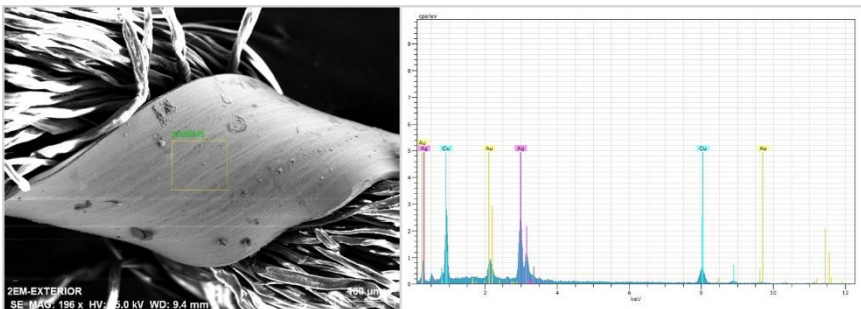 analisis
2EM-EXTERIOR
SE MAG: 196 x HV: 15.0 kV WD: 9.4 mm
100 µm
cps/eV
9
8
7
6
5
4
3
2
1
0
Au
Ag
Cu
Au
Ag
Cu
Au
2 4 6 8 10 12
keV